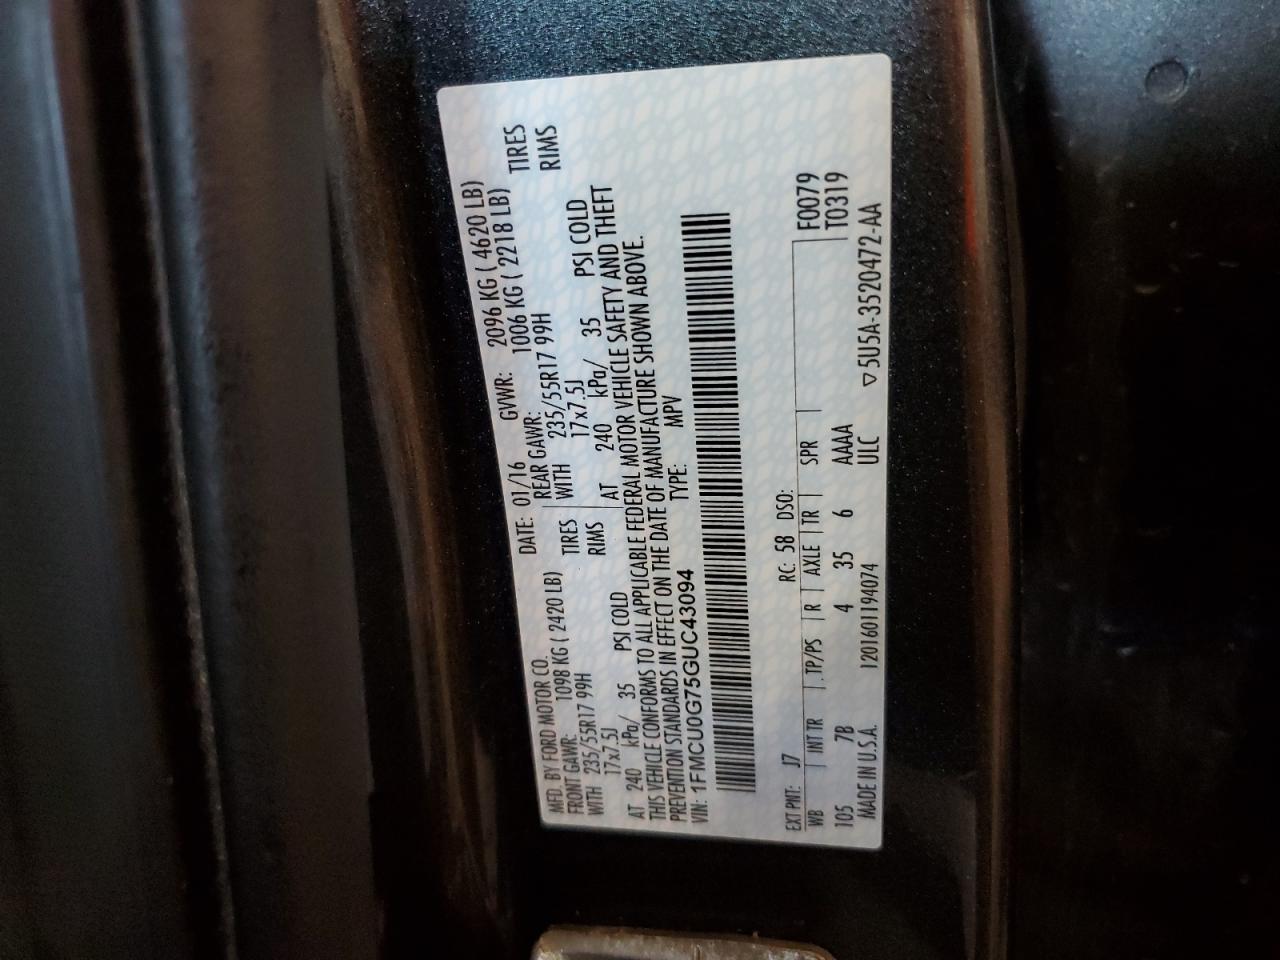 MFD. BY FORD MOTOR CO.
DATE: 01/16 GVWR: 2096 KG ( 4620 LB)
FRONT GAWR: 1098 KG ( 2420 LB)
REAR GAWR: 1006 KG ( 2218 LB)
WITH 235/55R17 99H TIRES
WITH 235/55R17 99H TIRES
17x7.5J RIMS
17x7.5J RIMS
AT 240 kPa/ 35 PSI COLD
AT 240 kPa/ 35 PSI COLD
THIS VEHICLE CONFORMS TO ALL APPLICABLE FEDERAL MOTOR VEHICLE SAFETY AND THEFT
PREVENTION STANDARDS IN EFFECT ON THE DATE OF MANUFACTURE SHOWN ABOVE.
VIN: 1FMCU0G75GUC43094 TYPE: MPV
EXT PNT: J7 RC: 58 DSO: F0079
WB INT TR TP/PS R AXLE TR SPR T0319
105 7B 4 35 6 AAAA
MADE IN U.S.A. 1201601194074 ULC ▽5U5A-3520472-AA